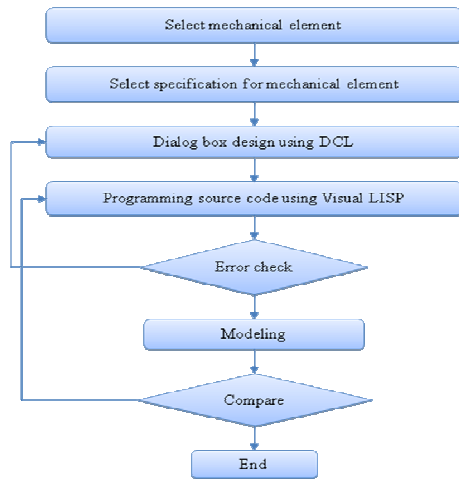 Select mechanical element
Select specification for mechanical element
Dialog box design using DCL
Programming source code using Visual LISP
Error check
Modeling
Compare
End